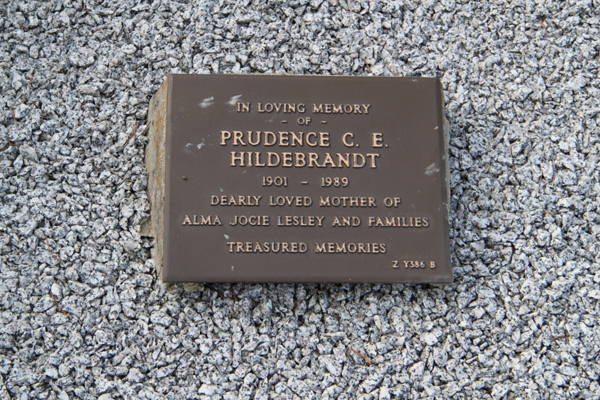 IN LOVING MEMORY
- OF -
PRUDENCE C. E.
HILDEBRANDT
1901 - 1989
DEARLY LOVED MOTHER OF
ALMA JOCIE LESLEY AND FAMILIES
TREASURED MEMORIES
Z Y386 B